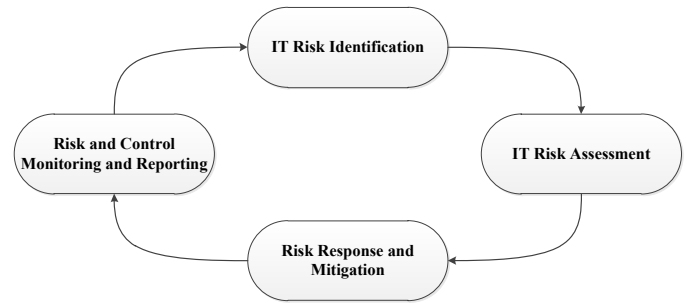 IT Risk Identification
Risk and Control
Monitoring and Reporting
IT Risk Assessment
Risk Response and
Mitigation